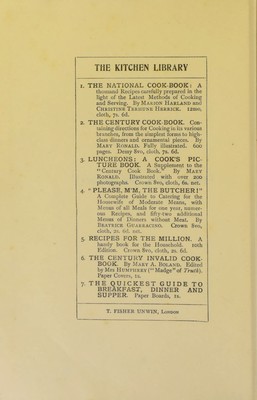 THE KITCHEN LIBRARY
1. THE NATIONAL COOK-BOOK: A
thousand Recipes carefully prepared in the
light of the Latest Methods of Cooking
and Serving. By MARION HARLAND and
CHRISTINE TERHUNE HERRICK. 12mo,
cloth, 7s. 6d.
2. THE CENTURY COOK-BOOK. Con-
taining directions for Cooking in its various
branches, from the simplest forms to high-
class dinners and ornamental pieces. By
MARY RONALD. Fully illustrated. 600
pages. Demy 8vo, cloth, 7s. 6d.
3. LUNCHEONS: A COOK'S PIC-
TURE BOOK. A Supplement to the
"Century Cook Book." By MARY
RONALD. Illustrated with over 200
photographs. Crown 8vo, cloth, 6s. net.
4. "PLEASE, M'M, THE BUTCHER!"
A Complete Guide to Catering for the
Housewife of Moderate Means, with
Menus of all Meals for one year, numer-
ous Recipes, and fifty-two additional
Menus of Dinners without Meat. By
BEATRICE GUARRACINO. Crown 8vo,
cloth,
5. RECIPES FOR THE MILLION. A
handy book for the Household.
Edition. Crown 8vo, cloth, 2s. 6d.
6. THE CENTURY INVALID COOK-
BOOK. By MARY A. BOLAND. Edited
by Mrs HUMPHRY ("Madge" of Truth).
Paper Covers, 1s.
7. THE QUICKEST GUIDE TO
BREAKFAST, DINNER AND
SUPPER. Paper Boards, 1s.
T. FISHER UNWIN, London